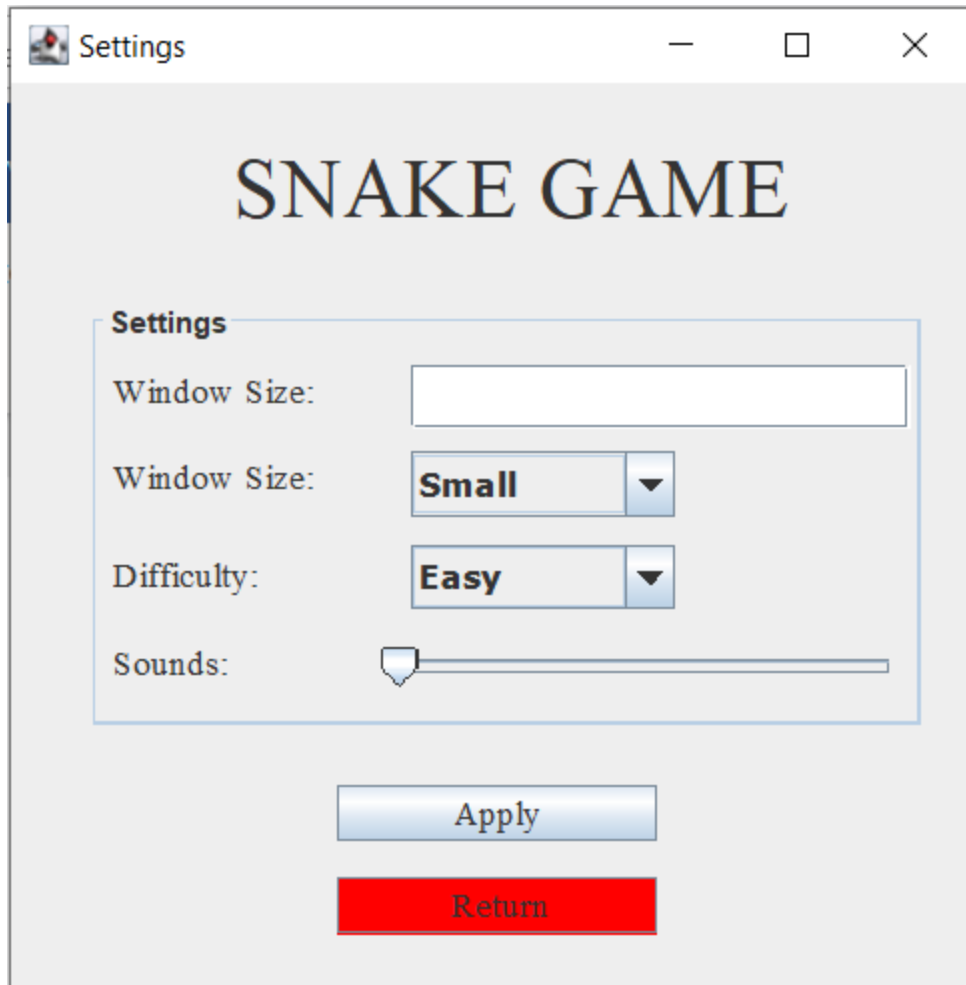 Settings
SNAKE GAME
Settings
Window Size:
Window Size: Small
Difficulty: Easy
Sounds:
Apply
Return